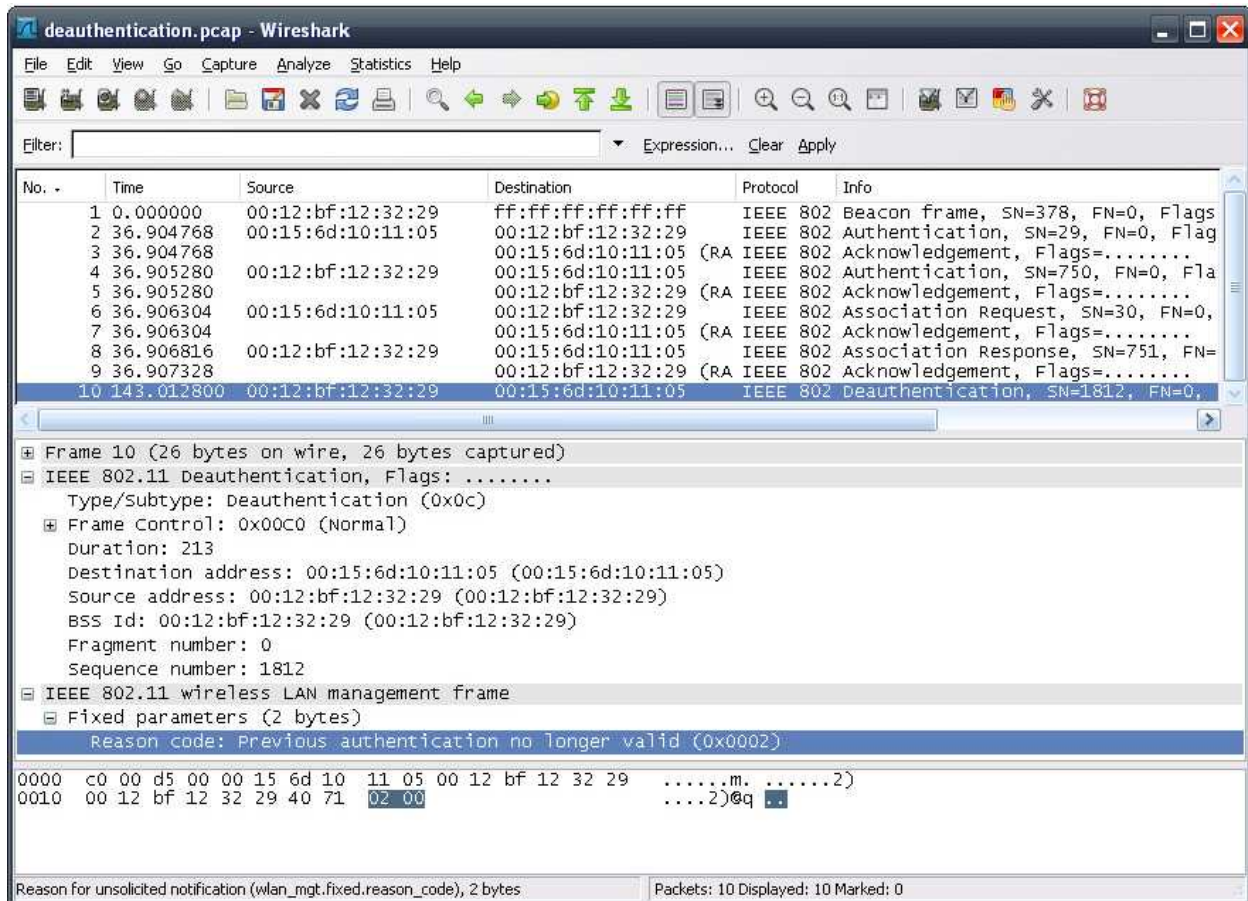 deauthentication.pcap - Wireshark
File Edit View Go Capture Analyze Statistics Help
Filter: Expression... Clear Apply
No. Time Source Destination Protocol Info
1 0.000000 00:12:bf:12:32:29 ff:ff:ff:ff:ff:ff IEEE 802 Beacon frame, SN=378, FN=0, Flags
2 36.904768 00:15:6d:10:11:05 00:12:bf:12:32:29 IEEE 802 Authentication, SN=29, FN=0, Flag
3 36.904768 00:15:6d:10:11:05 (RA IEEE 802 Acknowledgement, Flags=........
4 36.905280 00:12:bf:12:32:29 00:15:6d:10:11:05 IEEE 802 Authentication, SN=750, FN=0, Fla
5 36.905280 00:12:bf:12:32:29 (RA IEEE 802 Acknowledgement, Flags=........
6 36.906304 00:15:6d:10:11:05 00:12:bf:12:32:29 IEEE 802 Association Request, SN=30, FN=0,
7 36.906304 00:15:6d:10:11:05 (RA IEEE 802 Acknowledgement, Flags=........
8 36.906816 00:12:bf:12:32:29 00:15:6d:10:11:05 IEEE 802 Association Response, SN=751, FN=
9 36.907328 00:12:bf:12:32:29 (RA IEEE 802 Acknowledgement, Flags=........
10 143.012800 00:12:bf:12:32:29 00:15:6d:10:11:05 IEEE 802 Deauthentication, SN=1812, FN=0,
Frame 10 (26 bytes on wire, 26 bytes captured)
IEEE 802.11 Deauthentication, Flags: ........
Type/Subtype: Deauthentication (0x0c)
Frame Control: 0x00C0 (Normal)
Duration: 213
Destination address: 00:15:6d:10:11:05 (00:15:6d:10:11:05)
Source address: 00:12:bf:12:32:29 (00:12:bf:12:32:29)
BSS Id: 00:12:bf:12:32:29 (00:12:bf:12:32:29)
Fragment number: 0
Sequence number: 1812
IEEE 802.11 wireless LAN management frame
Fixed parameters (2 bytes)
Reason code: Previous authentication no longer valid (0x0002)
0000 c0 00 d5 00 00 15 6d 10 11 05 00 12 bf 12 32 29 ......m. ......2)
0010 00 12 bf 12 32 29 40 71 02 00 ....2)@q ..
Reason for unsolicited notification (wlan_mgt.fixed.reason_code), 2 bytes Packets: 10 Displayed: 10 Marked: 0